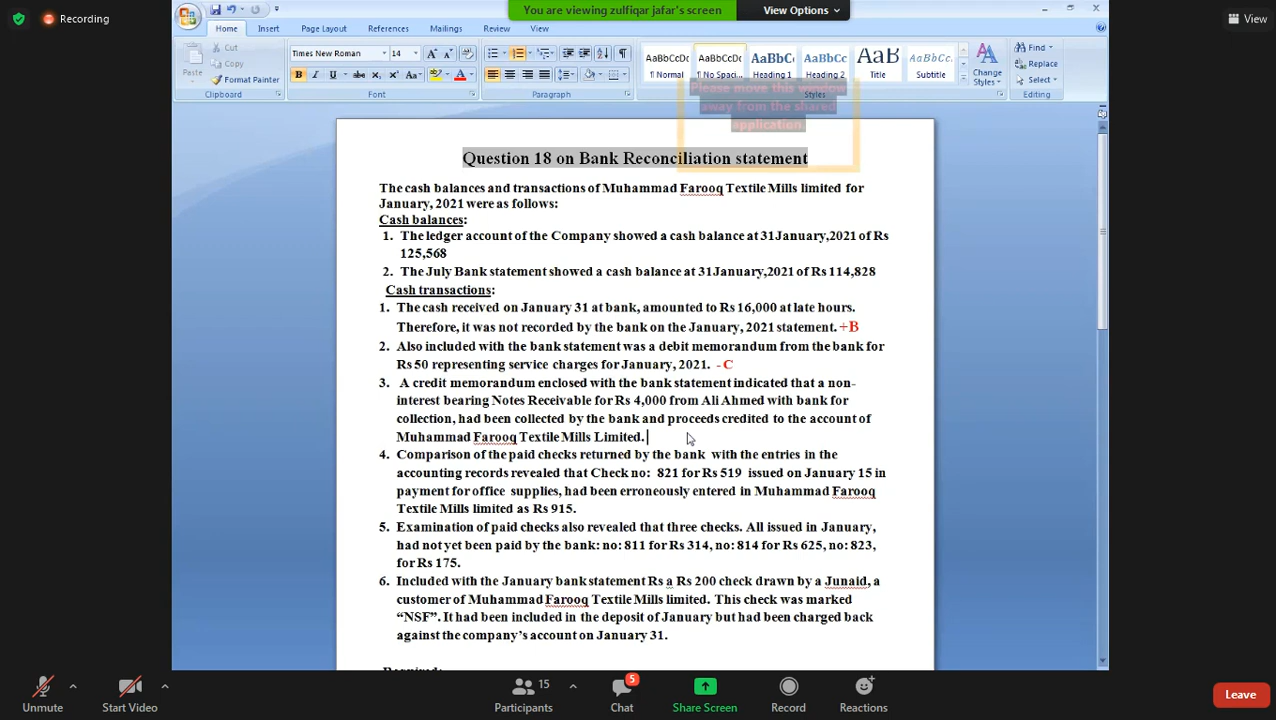 Recording
You are viewing zulfiqar jafar's screen
View Options
View
Home Insert Page Layout References Mailings Review View
Paste
Cut
Copy
Format Painter
Clipboard
Times New Roman 14
Font
Paragraph
AaBbCcDc AaBbCcDc AaBbC AaBbCc AaB AaBbCcL
¶ Normal ¶ No Spaci... Heading 1 Heading 2 Title Subtitle
Change Styles
Styles
Find
Replace
Select
Editing
Please move this window
away from the shared
application.
Question 18 on Bank Reconciliation statement
The cash balances and transactions of Muhammad Farooq Textile Mills limited for
January, 2021 were as follows:
Cash balances:
1. The ledger account of the Company showed a cash balance at 31January,2021 of Rs
125,568
2. The July Bank statement showed a cash balance at 31January,2021 of Rs 114,828
Cash transactions:
1. The cash received on January 31 at bank, amounted to Rs 16,000 at late hours.
Therefore, it was not recorded by the bank on the January, 2021 statement. +B
2. Also included with the bank statement was a debit memorandum from the bank for
Rs 50 representing service charges for January, 2021. - C
3. A credit memorandum enclosed with the bank statement indicated that a non-
interest bearing Notes Receivable for Rs 4,000 from Ali Ahmed with bank for
collection, had been collected by the bank and proceeds credited to the account of
Muhammad Farooq Textile Mills Limited.
4. Comparison of the paid checks returned by the bank with the entries in the
accounting records revealed that Check no: 821 for Rs 519 issued on January 15 in
payment for office supplies, had been erroneously entered in Muhammad Farooq
Textile Mills limited as Rs 915.
5. Examination of paid checks also revealed that three checks. All issued in January,
had not yet been paid by the bank: no: 811 for Rs 314, no: 814 for Rs 625, no: 823,
for Rs 175.
6. Included with the January bank statement Rs a Rs 200 check drawn by a Junaid, a
customer of Muhammad Farooq Textile Mills limited. This check was marked
“NSF”. It had been included in the deposit of January but had been charged back
against the company’s account on January 31.
Unmute
Start Video
15
Participants
5
Chat
Share Screen
Record
Reactions
Leave